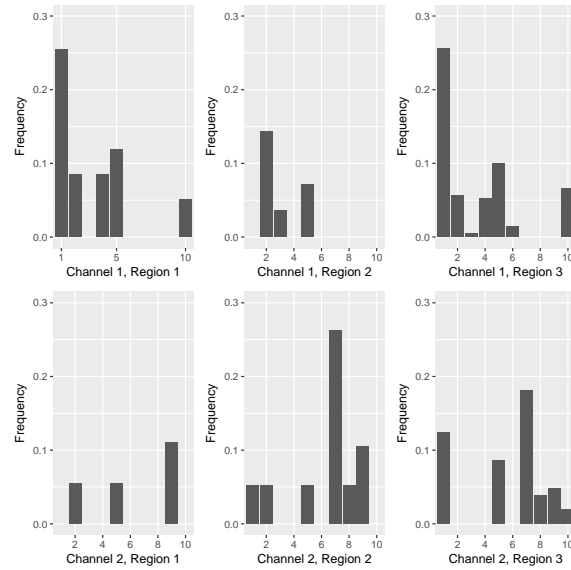 0.3
0.2
0.1
0.0
Frequency
1 5 10
Channel 1, Region 1
0.3
0.2
0.1
0.0
Frequency
2 4 6 8 10
Channel 1, Region 2
0.3
0.2
0.1
0.0
Frequency
2 4 6 8 10
Channel 1, Region 3
0.3
0.2
0.1
0.0
Frequency
2 4 6 8 10
Channel 2, Region 1
0.3
0.2
0.1
0.0
Frequency
2 4 6 8 10
Channel 2, Region 2
0.3
0.2
0.1
0.0
Frequency
2 4 6 8 10
Channel 2, Region 3